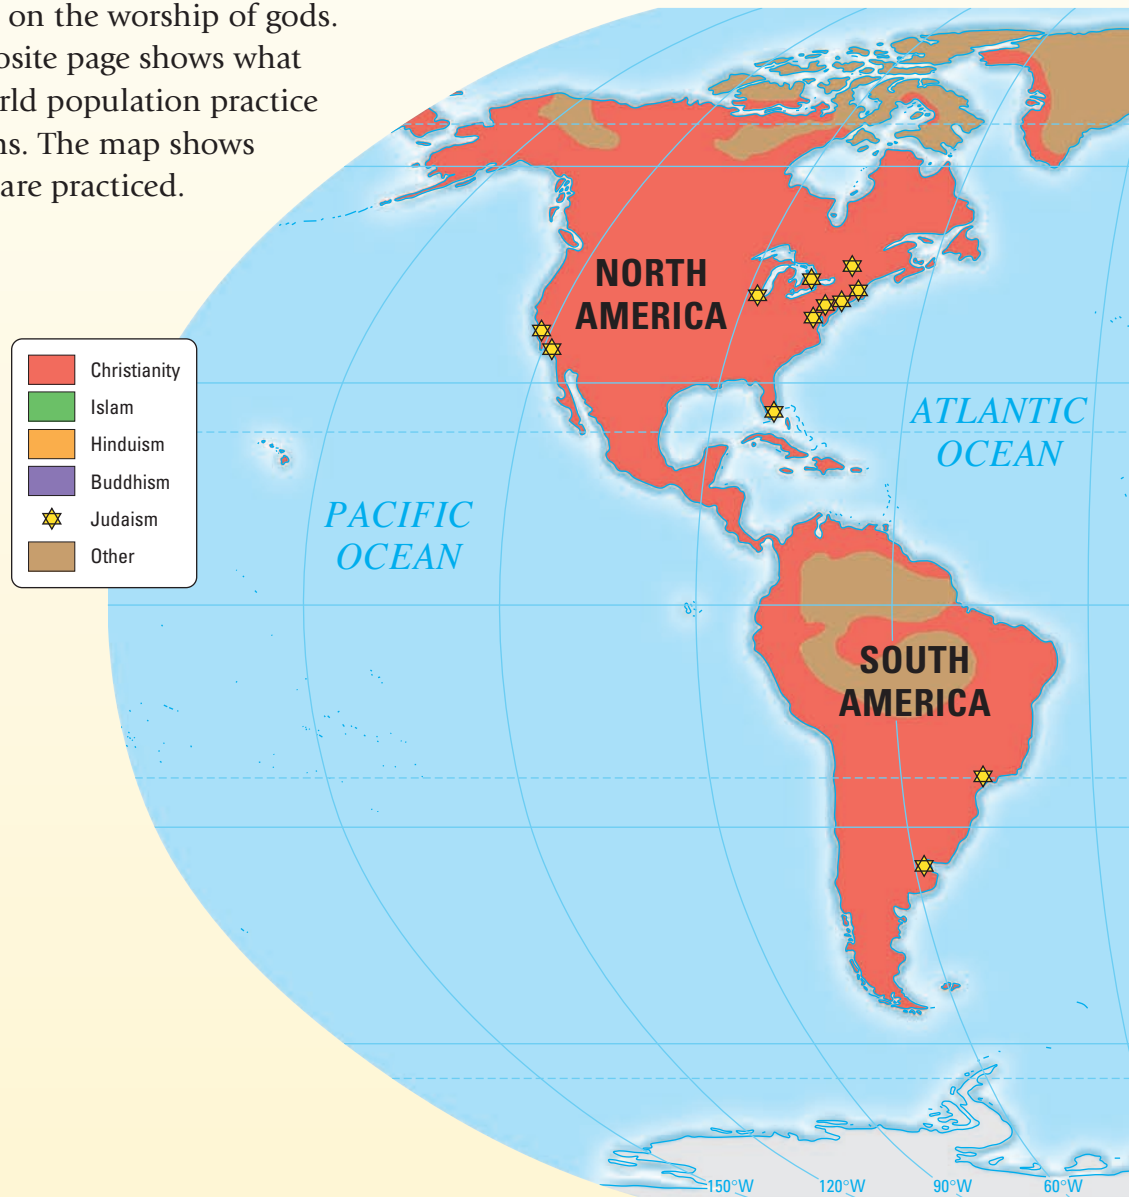 on the worship of gods.
osite page shows what
rld population practice
ns. The map shows
are practiced.
NORTH
AMERICA
Christianity
Islam
Hinduism
Buddhism
Judaism
Other
ATLANTIC
OCEAN
PACIFIC
OCEAN
SOUTH
AMERICA
150°W 120°W 90°W 60°W